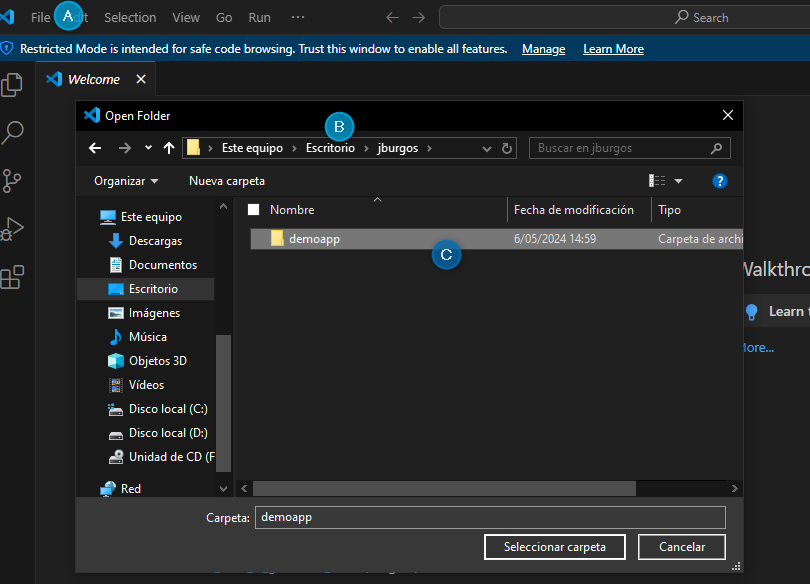 File A Selection View Go Run ··· Search
Restricted Mode is intended for safe code browsing. Trust this window to enable all features. Manage Learn More
Welcome
Open Folder
B
Este equipo > Escritorio > jburgos > Buscar en jburgos
Organizar Nueva carpeta ?
Nombre Fecha de modificación Tipo
demoapp 6/05/2024 14:59 Carpeta de archi
C
Este equipo
Descargas
Documentos
Escritorio
Imágenes
Música
Objetos 3D
Vídeos
Disco local (C:)
Disco local (D:)
Unidad de CD (F
Red
Walkthro
Learn
More...
Carpeta: demoapp
Seleccionar carpeta Cancelar